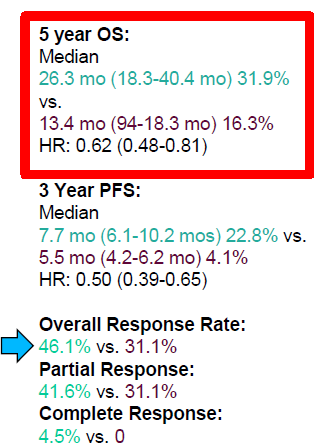 5 year OS:
Median
26.3 mo (18.3-40.4 mo) 31.9%
vs.
13.4 mo (94-18.3 mo) 16.3%
HR: 0.62 (0.48-0.81)
3 Year PFS:
Median
7.7 mo (6.1-10.2 mos) 22.8% vs.
5.5 mo (4.2-6.2 mo) 4.1%
HR: 0.50 (0.39-0.65)
Overall Response Rate:
46.1% vs. 31.1%
Partial Response:
41.6% vs. 31.1%
Complete Response:
4.5% vs. 0